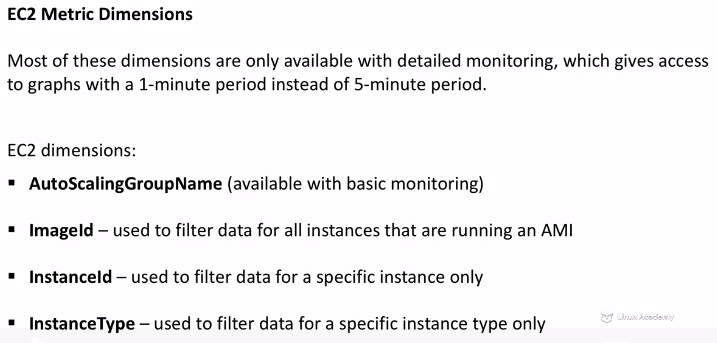 EC2 Metric Dimensions
Most of these dimensions are only available with detailed monitoring, which gives access
to graphs with a 1-minute period instead of 5-minute period.
EC2 dimensions:
▪ AutoScalingGroupName (available with basic monitoring)
▪ ImageId – used to filter data for all instances that are running an AMI
▪ InstanceId – used to filter data for a specific instance only
▪ InstanceType – used to filter data for a specific instance type only
Linux Academy